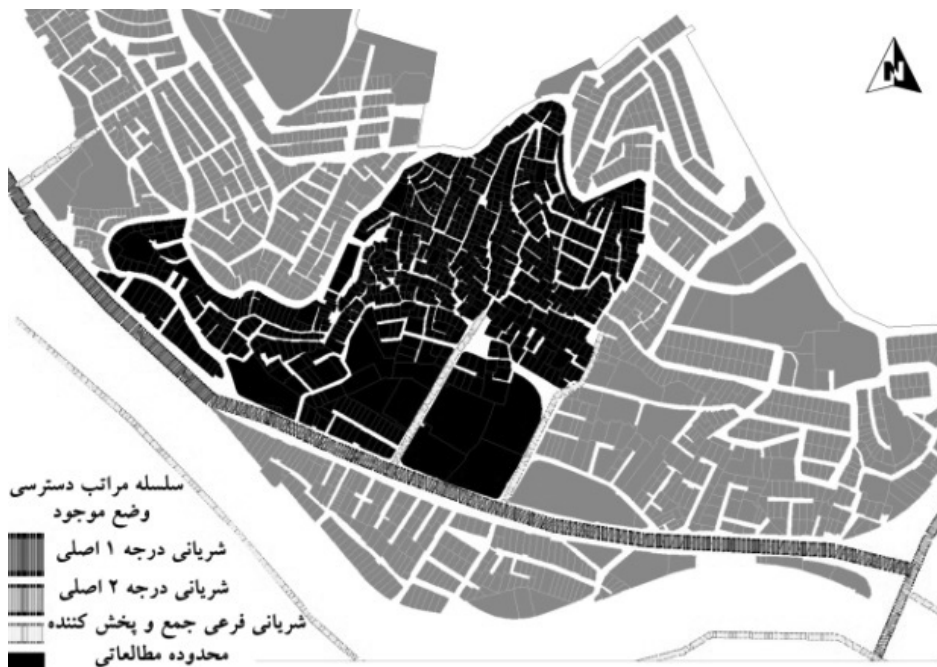 N
سلسله مراتب دسترسی
وضع موجود
شریانی درجه ۱ اصلی
شریانی درجه ۲ اصلی
شریانی فرعی جمع و پخش کننده
محدوده مطالعاتی